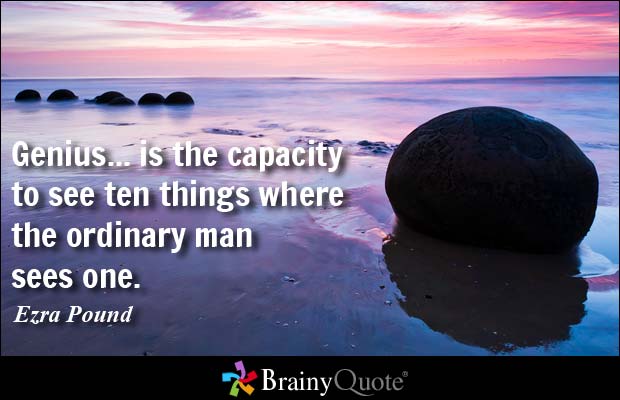 Genius... is the capacity
to see ten things where
the ordinary man
sees one.
Ezra Pound
BrainyQuote®